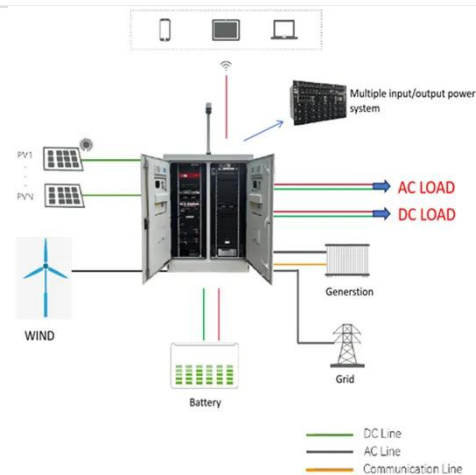 Multiple input/output power
system
PV1
PVN
AC LOAD
DC LOAD
WIND
Generstion
Battery
Grid
DC Line
AC Line
Communication Line